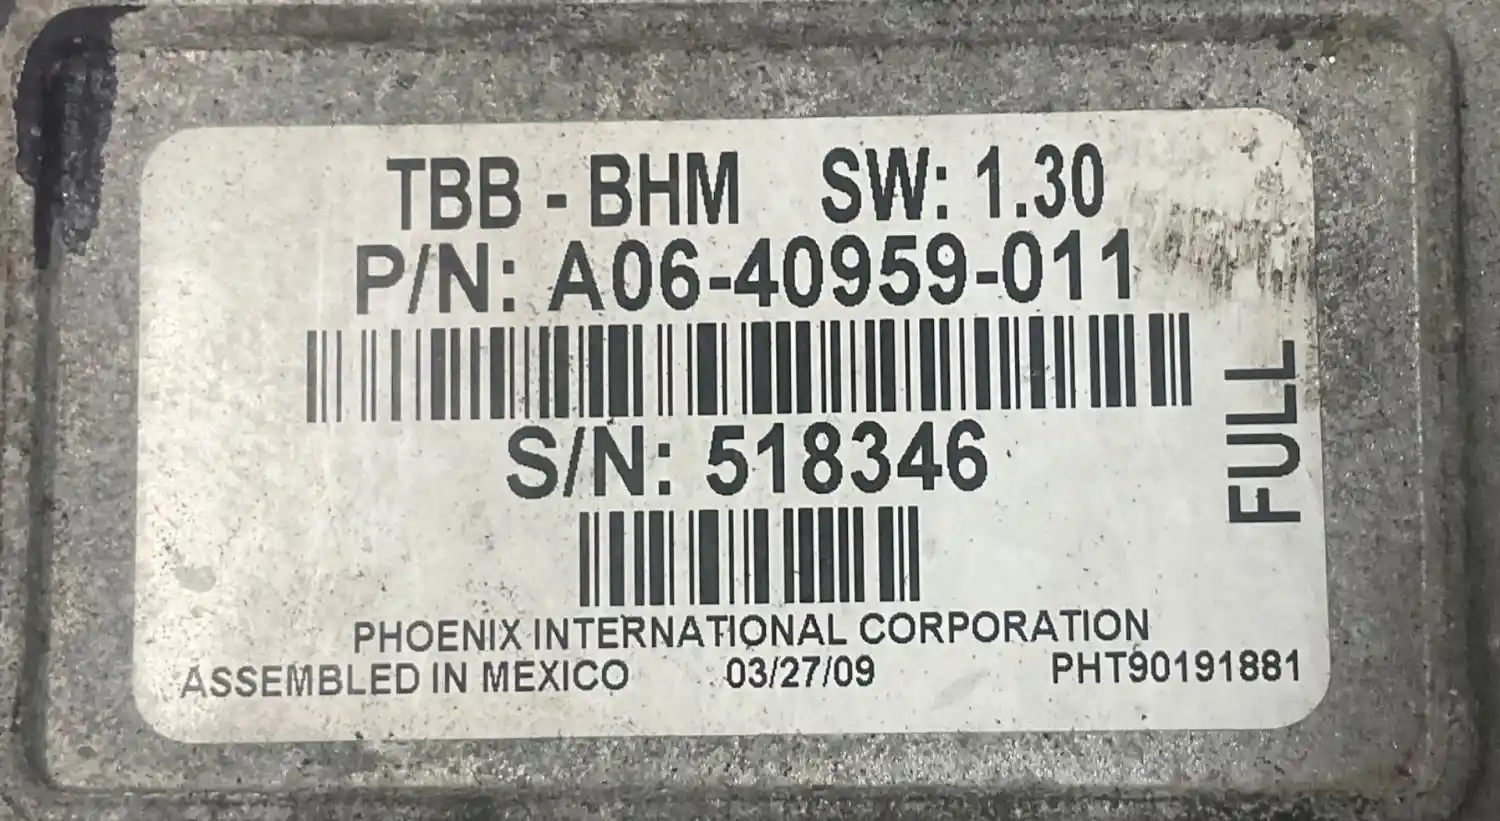 TBB - BHM SW: 1.30
P/N: A06-40959-011
S/N: 518346
FULL
PHOENIX INTERNATIONAL CORPORATION
ASSEMBLED IN MEXICO 03/27/09 PHT90191881